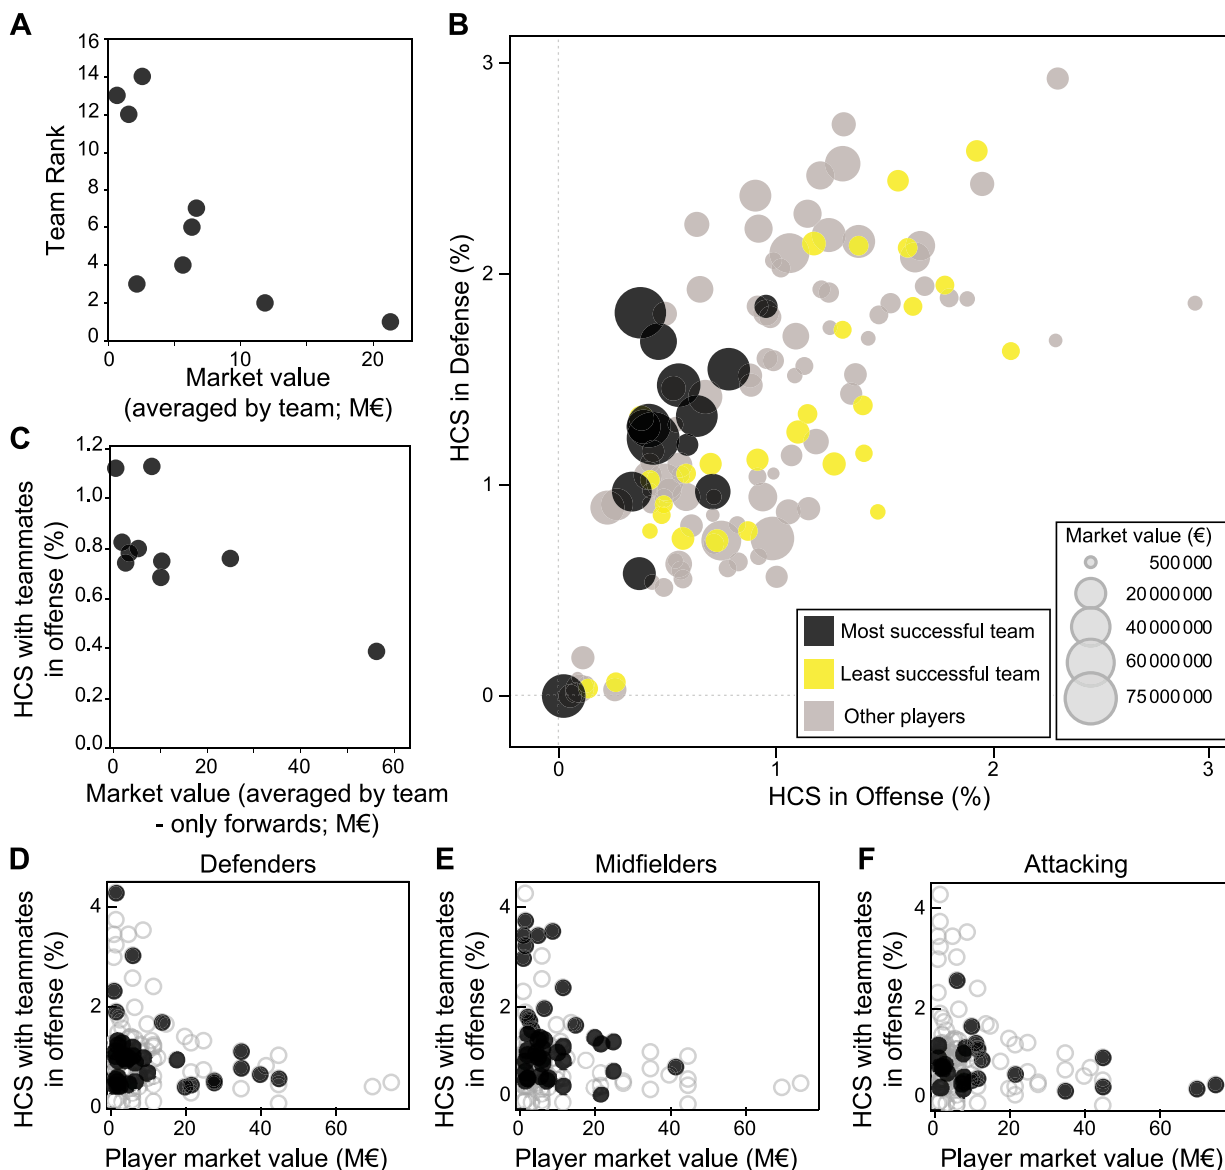 A
16
14
12
10
8
6
4
2
0
Team Rank
0
10
20
Market value
(averaged by team; M€)
B
3
2
1
0
HCS in Defense (%)
0
1
2
3
HCS in Offense (%)
Most successful team
Least successful team
Other players
Market value (€)
500 000
20 000 000
40 000 000
60 000 000
75 000 000
C
1.2
1.0
0.8
0.6
0.4
0.2
0.0
HCS with teammates
in offense (%)
0
20
40
60
Market value (averaged by team
- only forwards; M€)
D
Defenders
HCS with teammates
in offense (%)
4
2
0
0
20
40
60
Player market value (M€)
E
Midfielders
HCS with teammates
in offense (%)
4
2
0
0
20
40
60
Player market value (M€)
F
Attacking
HCS with teammates
in offense (%)
4
2
0
0
20
40
60
Player market value (M€)